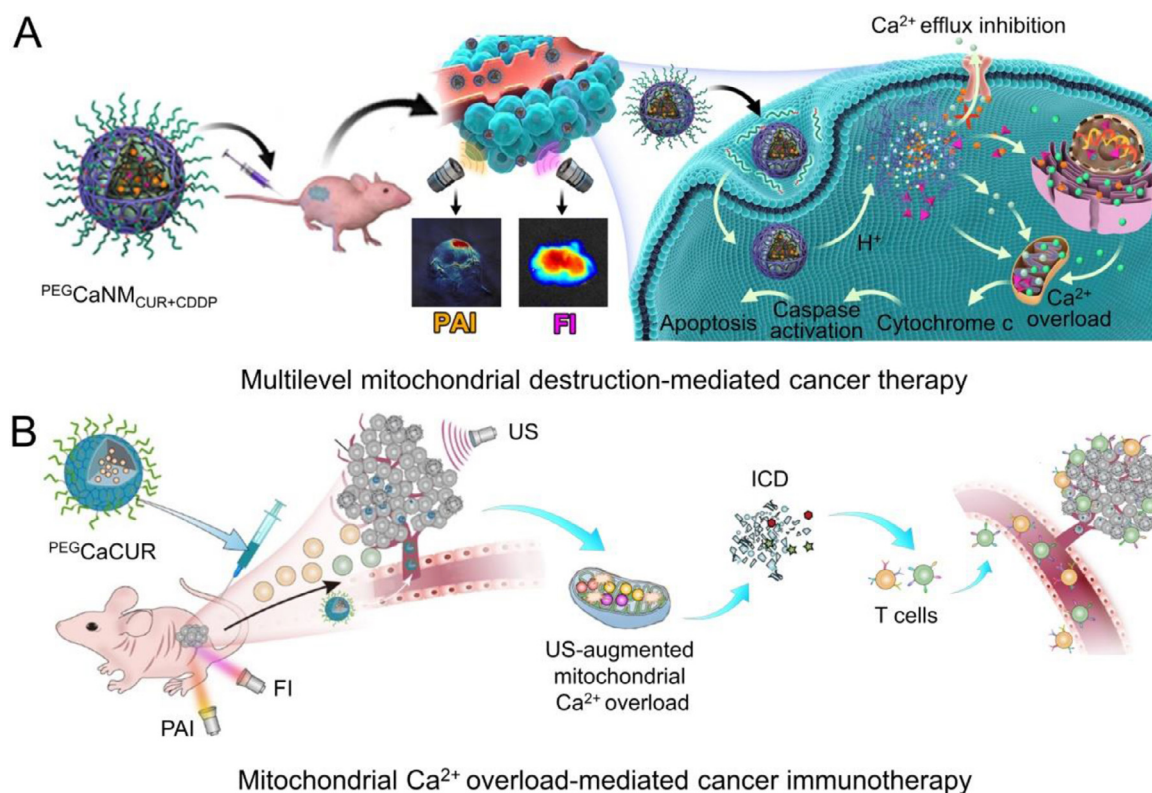 A
Ca²⁺ efflux inhibition
PEGCaNMCUR+CDDP
PAI
FI
H⁺
Ca²⁺
overload
Apoptosis
Caspase
activation
Cytochrome c
Multilevel mitochondrial destruction-mediated cancer therapy
B
US
PEGCaCUR
ICD
T cells
US-augmented
mitochondrial
Ca²⁺ overload
FI
PAI
Mitochondrial Ca²⁺ overload-mediated cancer immunotherapy